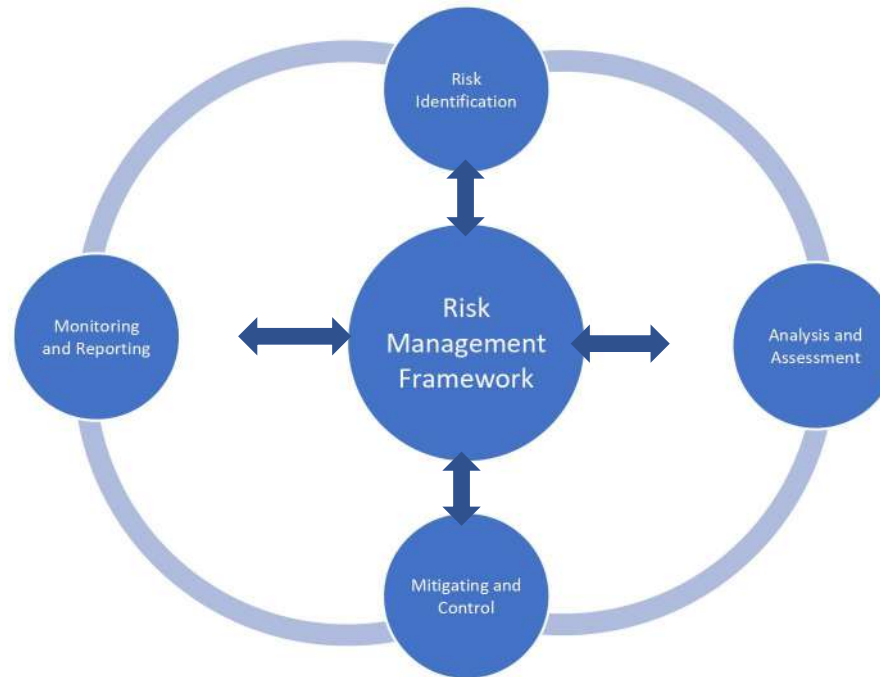 Risk
Identification
Monitoring
and Reporting
Risk
Management
Framework
Analysis and
Assessment
Mitigating and
Control